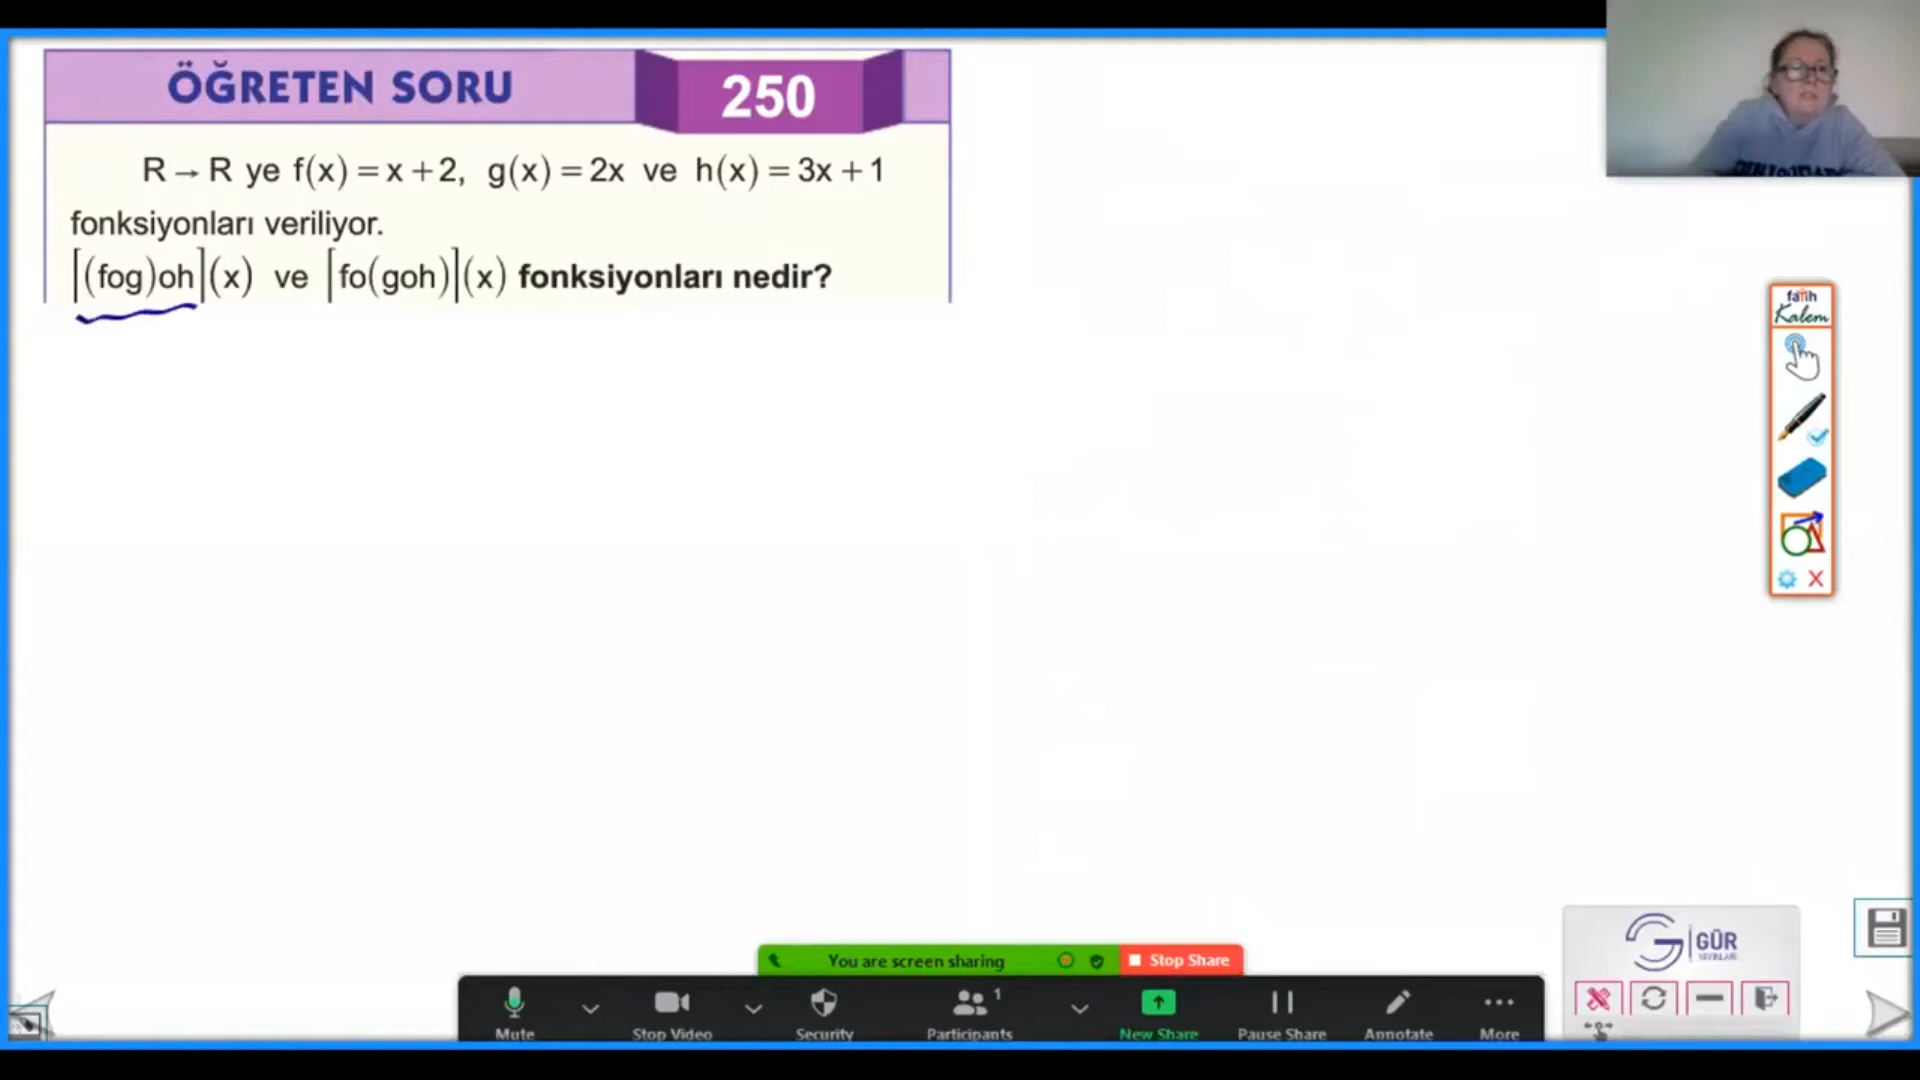 ÖĞRETEN SORU
250
R → R ye f(x) = x + 2, g(x) = 2x ve h(x) = 3x + 1
fonksiyonları veriliyor.
[(fog)oh](x) ve [fo(goh)](x) fonksiyonları nedir?
fatih
Kalem
GÜR
YAYINLARI
You are screen sharing
Stop Share
Mute
Stop Video
Security
Participants
1
New Share
Pause Share
Annotate
More